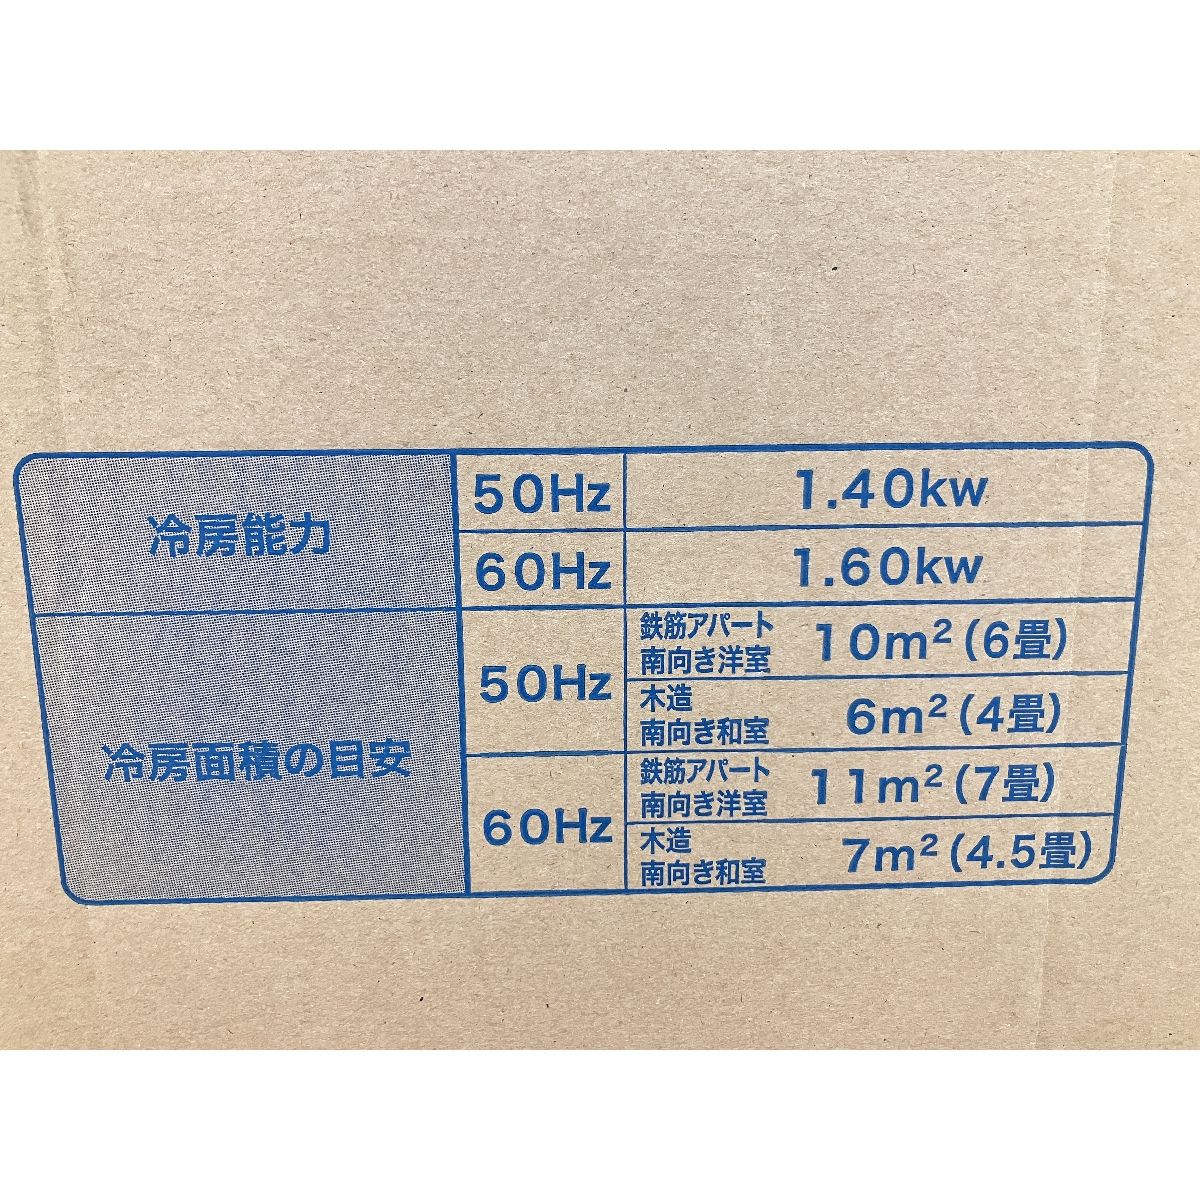 冷房能力
50Hz 1.40kw
60Hz 1.60kw
冷房面積の目安
50Hz
鉄筋アパート
南向き洋室 10m²(6畳)
木造
南向き和室 6m²(4畳)
60Hz
鉄筋アパート
南向き洋室 11m²(7畳)
木造
南向き和室 7m²(4.5畳)